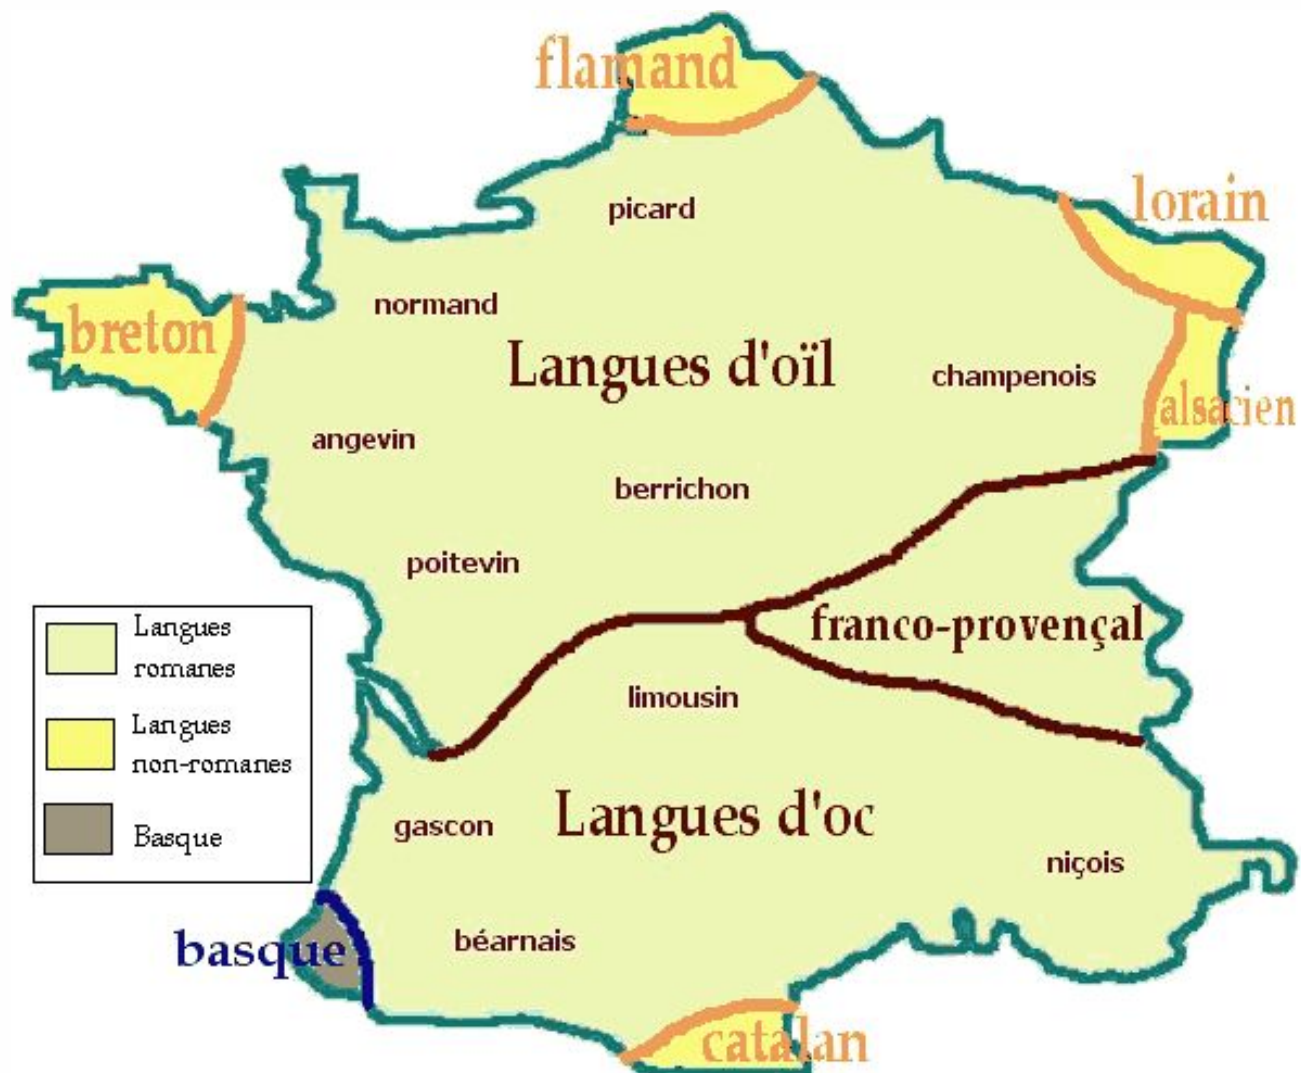 flamand
lorain
picard
normand
breton
Langues d'oïl
champenois
alsacien
angevin
berrichon
poitevin
franco-provençal
Langues
romanes
limousin
Langues
non-romanes
Langues d'oc
gascon
Basque
niçois
basque
béarnais
catalan